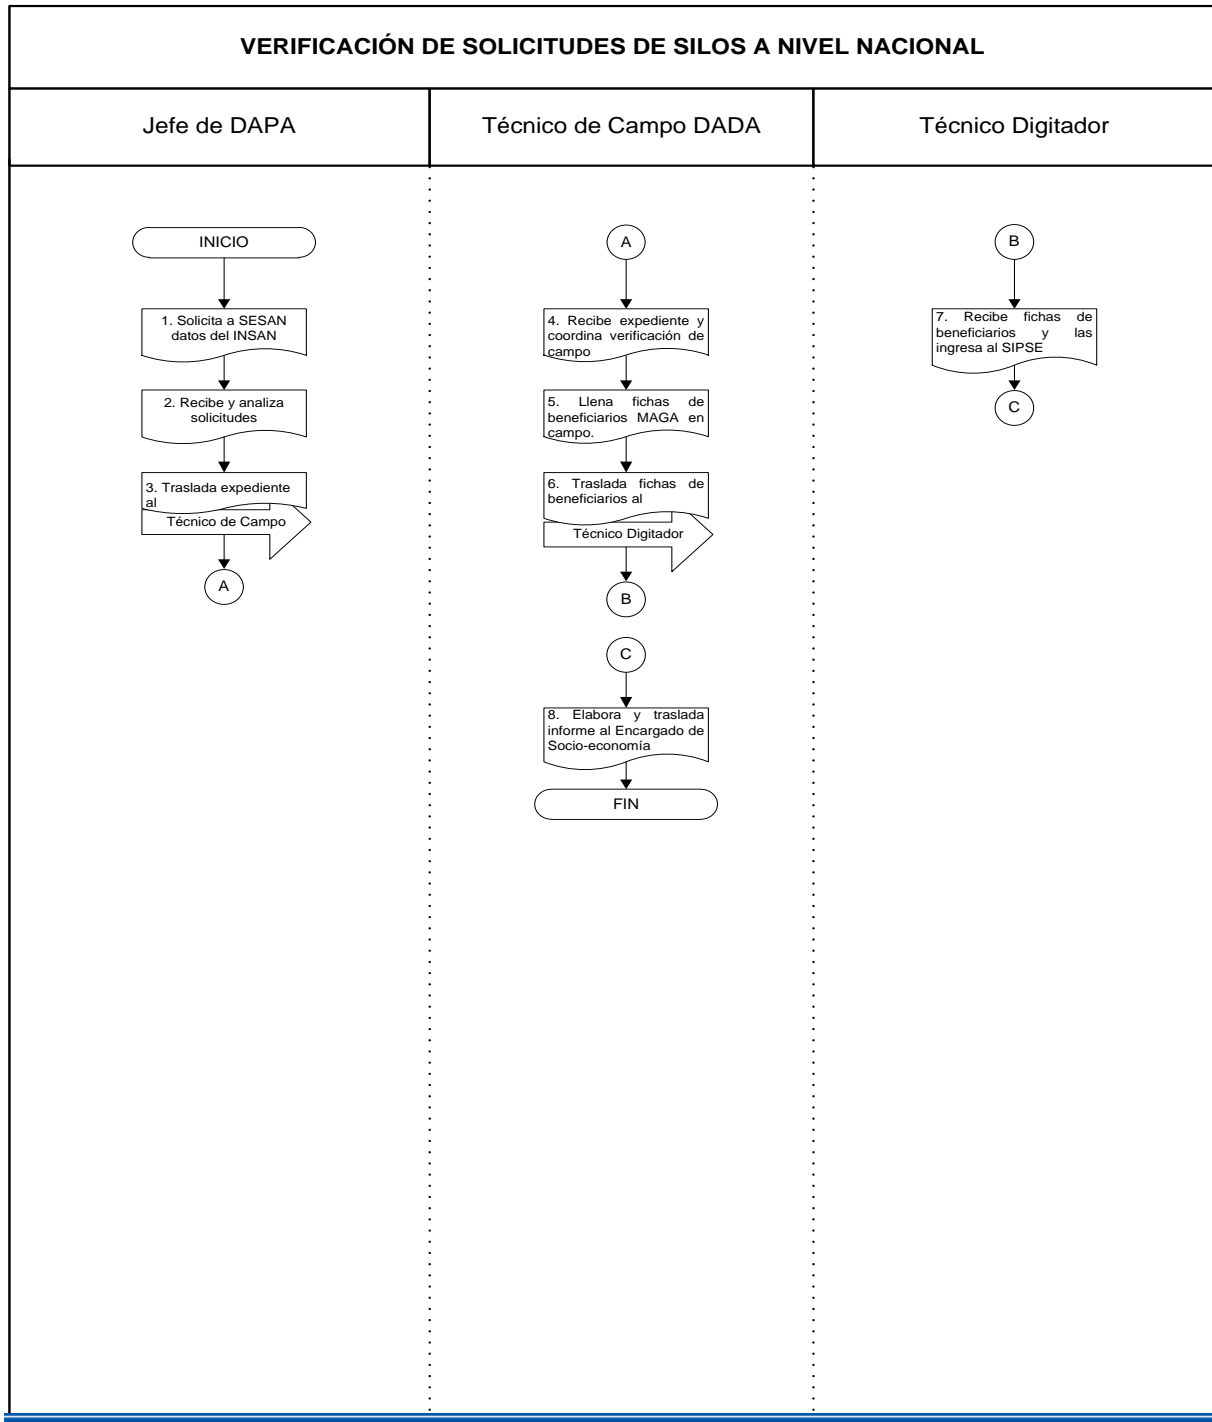 VERIFICACIÓN DE SOLICITUDES DE SILOS A NIVEL NACIONAL
Jefe de DAPA
Técnico de Campo DADA
Técnico Digitador
INICIO
1. Solicita a SESAN
datos del INSAN
2. Recibe y analiza
solicitudes
3. Traslada expediente
al
Técnico de Campo
A
A
4. Recibe expediente y
coordina verificación de
campo
5. Llena fichas de
beneficiarios MAGA en
campo.
6. Traslada fichas de
beneficiarios al
Técnico Digitador
B
C
8. Elabora y traslada
informe al Encargado de
Socio-economía
FIN
B
7. Recibe fichas de
beneficiarios y las
ingresa al SIPSE
C